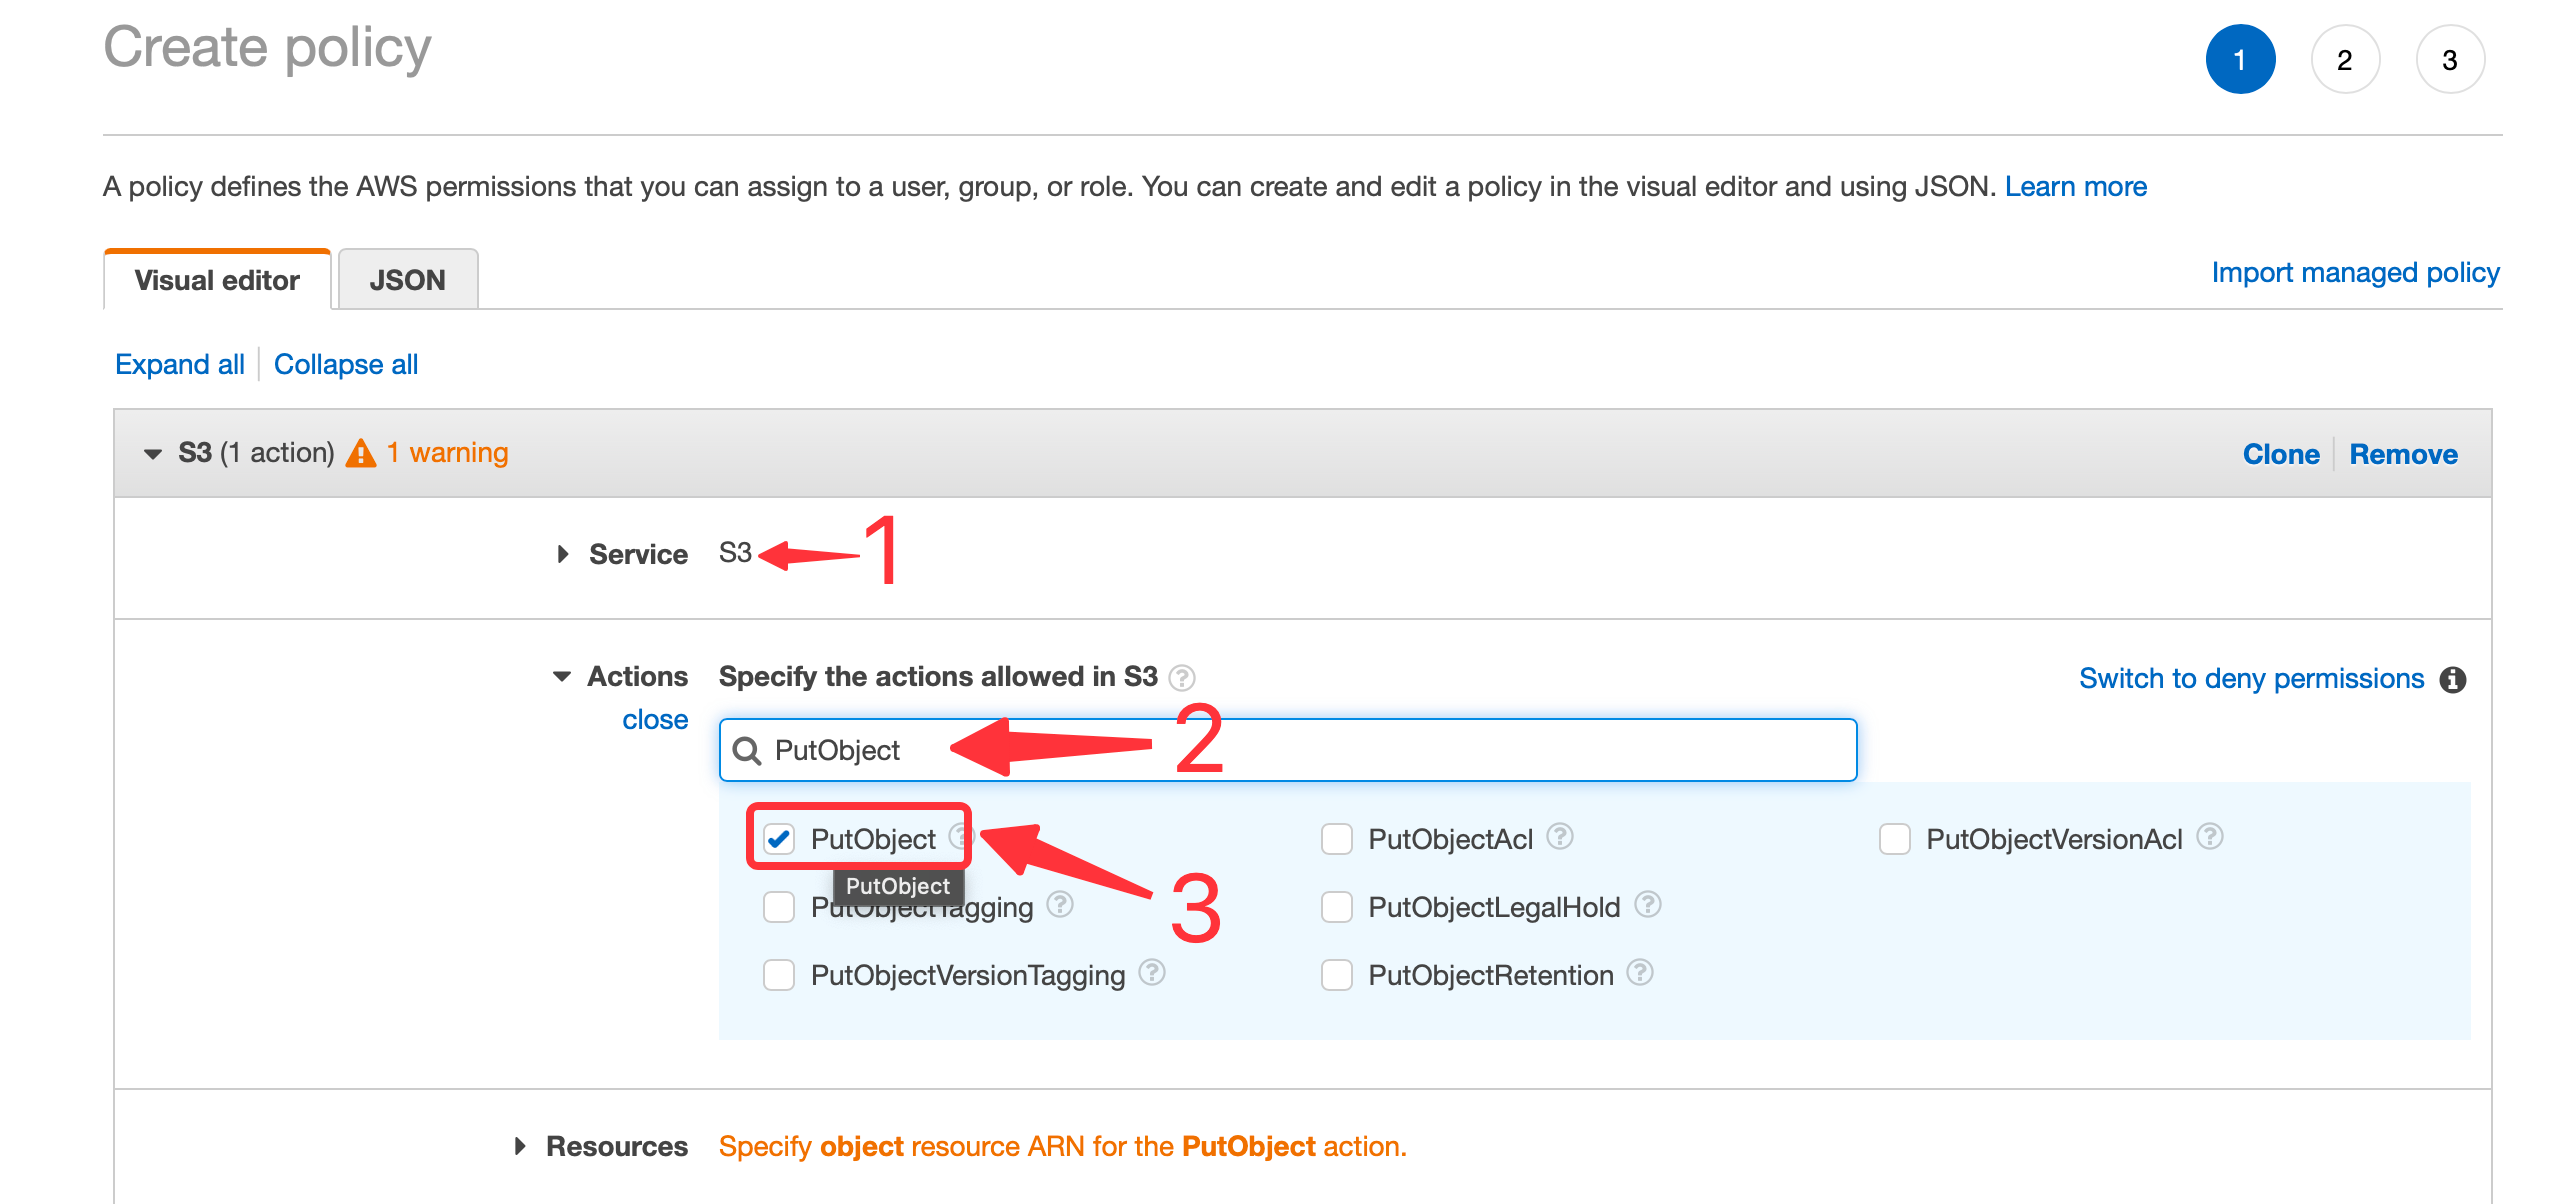 Create policy
1 2 3
A policy defines the AWS permissions that you can assign to a user, group, or role. You can create and edit a policy in the visual editor and using JSON. Learn more
Visual editor JSON Import managed policy
Expand all Collapse all
S3 (1 action) 1 warning Clone Remove
Service S3 1
Actions Specify the actions allowed in S3 ? Switch to deny permissions i
close
PutObject 2
PutObject ? PutObjectAcl ? PutObjectVersionAcl ?
PutObject
PutObjectTagging ? PutObjectLegalHold ?
3
PutObjectVersionTagging ? PutObjectRetention ?
Resources Specify object resource ARN for the PutObject action.